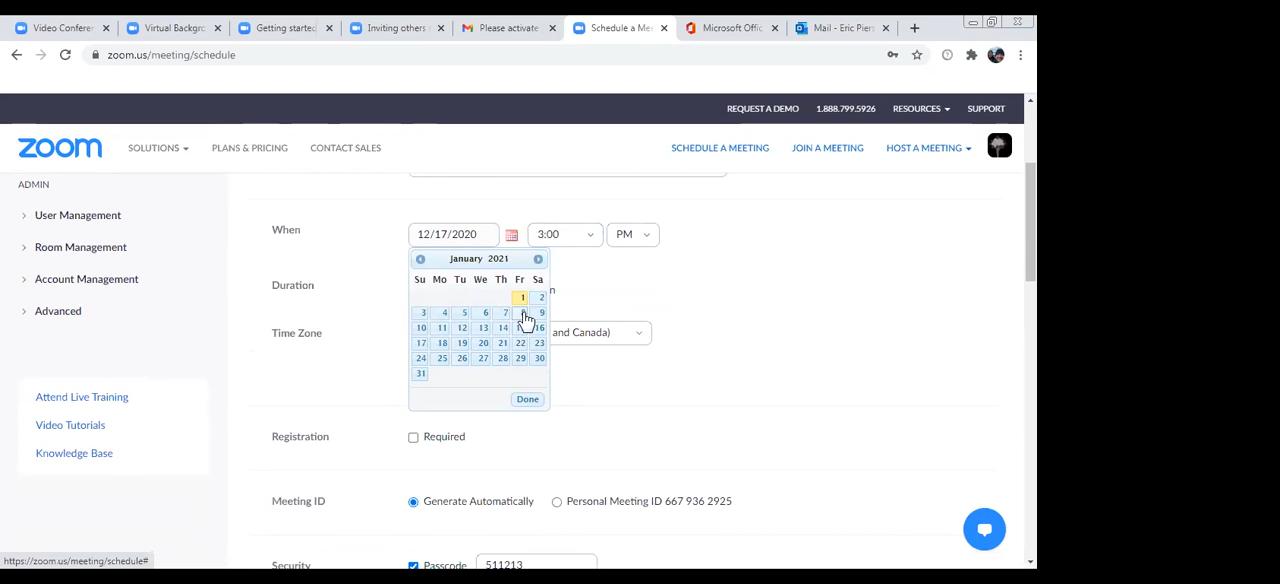 Video Confere
Virtual Backgro
Getting started
Inviting others
Please activate
Schedule a Mee
Microsoft Offic
Mail - Eric Piers
zoom.us/meeting/schedule
REQUEST A DEMO 1.888.799.5926 RESOURCES SUPPORT
zoom SOLUTIONS PLANS & PRICING CONTACT SALES SCHEDULE A MEETING JOIN A MEETING HOST A MEETING
ADMIN
User Management
Room Management
Account Management
Advanced
Attend Live Training
Video Tutorials
Knowledge Base
When 12/17/2020 3:00 PM
January 2021
Su Mo Tu We Th Fr Sa
1 2
3 4 5 6 7 8 9
10 11 12 13 14 16
17 18 19 20 21 22 23
24 25 26 27 28 29 30
31
Done
Duration
Time Zone and Canada)
Registration Required
Meeting ID Generate Automatically Personal Meeting ID 667 936 2925
Security Passcode 511213
https://zoom.us/meeting/schedule#